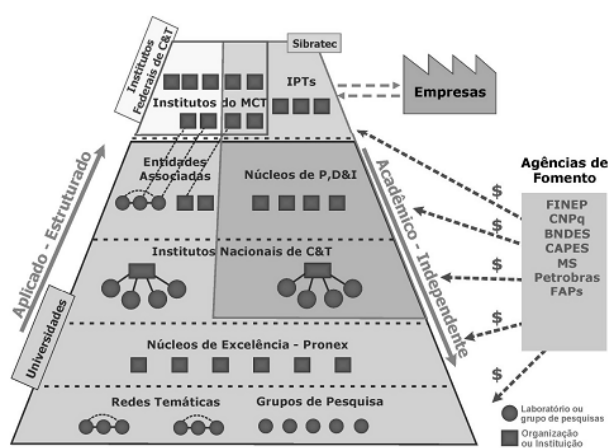 Sibratec
Institutos
Federais de C&T
Institutos do MCT
IPTs
Empresas
Entidades
Associadas
Núcleos de P,D&I
Institutos Nacionais de C&T
Núcleos de Excelência - Pronex
Redes Temáticas
Grupos de Pesquisa
Aplicado - Estruturado
Universidades
Acadêmico - Independente
Agências de
Fomento
FINEP
CNPq
BNDES
CAPES
MS
Petrobras
FAPs
$
$
$
$
$
Laboratório ou
grupo de pesquisas
Organização
ou Instituição